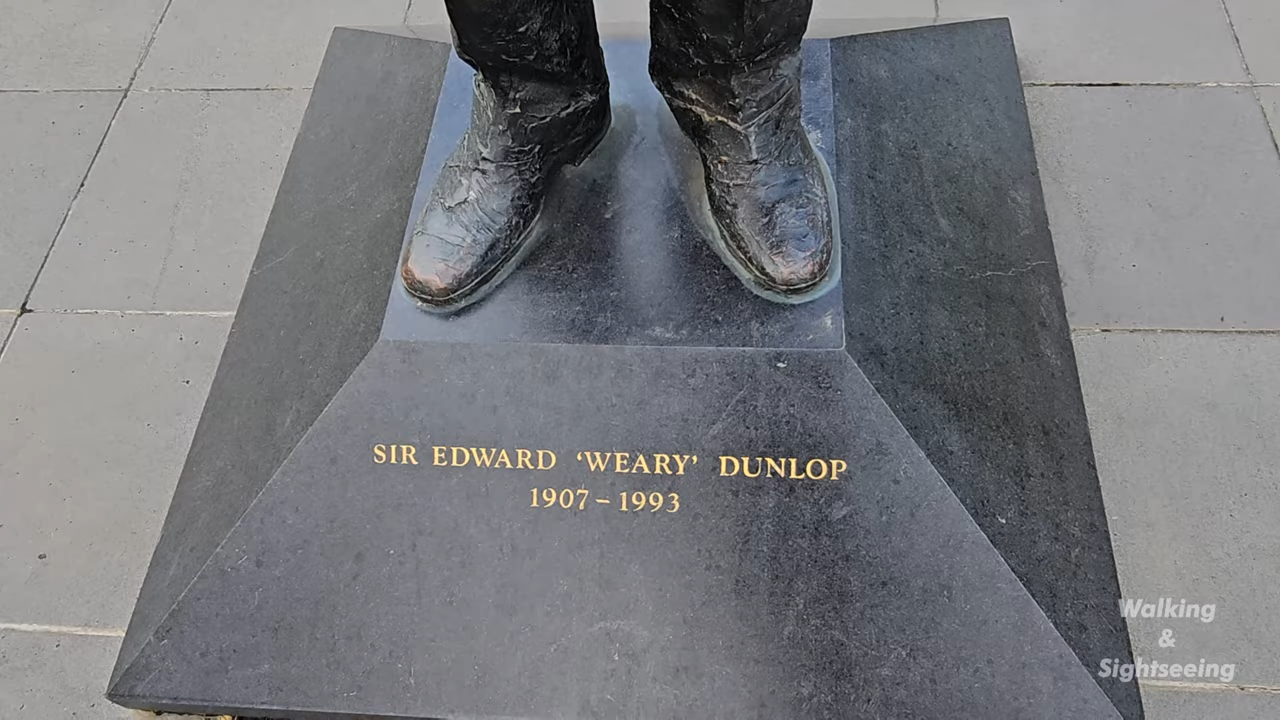 SIR EDWARD ‘WEARY’ DUNLOP
1907 – 1993
Walking
&
Sightseeing